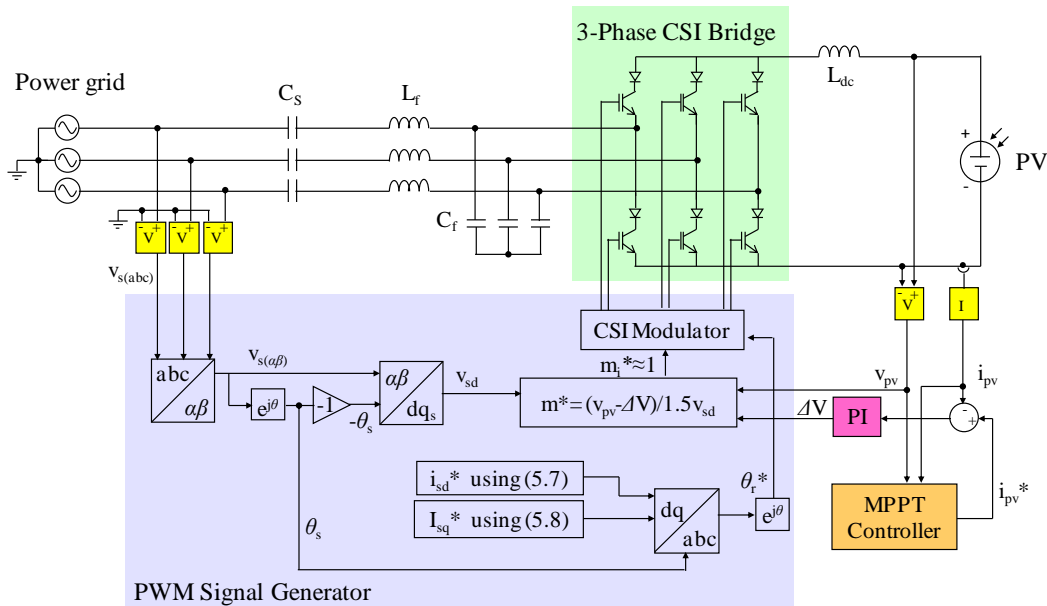 3-Phase CSI Bridge
Power grid
C_S
L_f
L_dc
+
PV
-
C_f
- V +
- V +
- V +
v_s(abc)
- V +
I
CSI Modulator
m_i*≈1
v_s(αβ)
abc
αβ
e^jθ
-1
-θ_s
αβ
dq_s
v_sd
m*=(v_pv-ΔV)/1.5v_sd
v_pv
i_pv
ΔV
PI
-
+
i_pv*
MPPT
Controller
i_sd* using (5.7)
I_sq* using (5.8)
dq
abc
θ_r*
e^jθ
θ_s
PWM Signal Generator